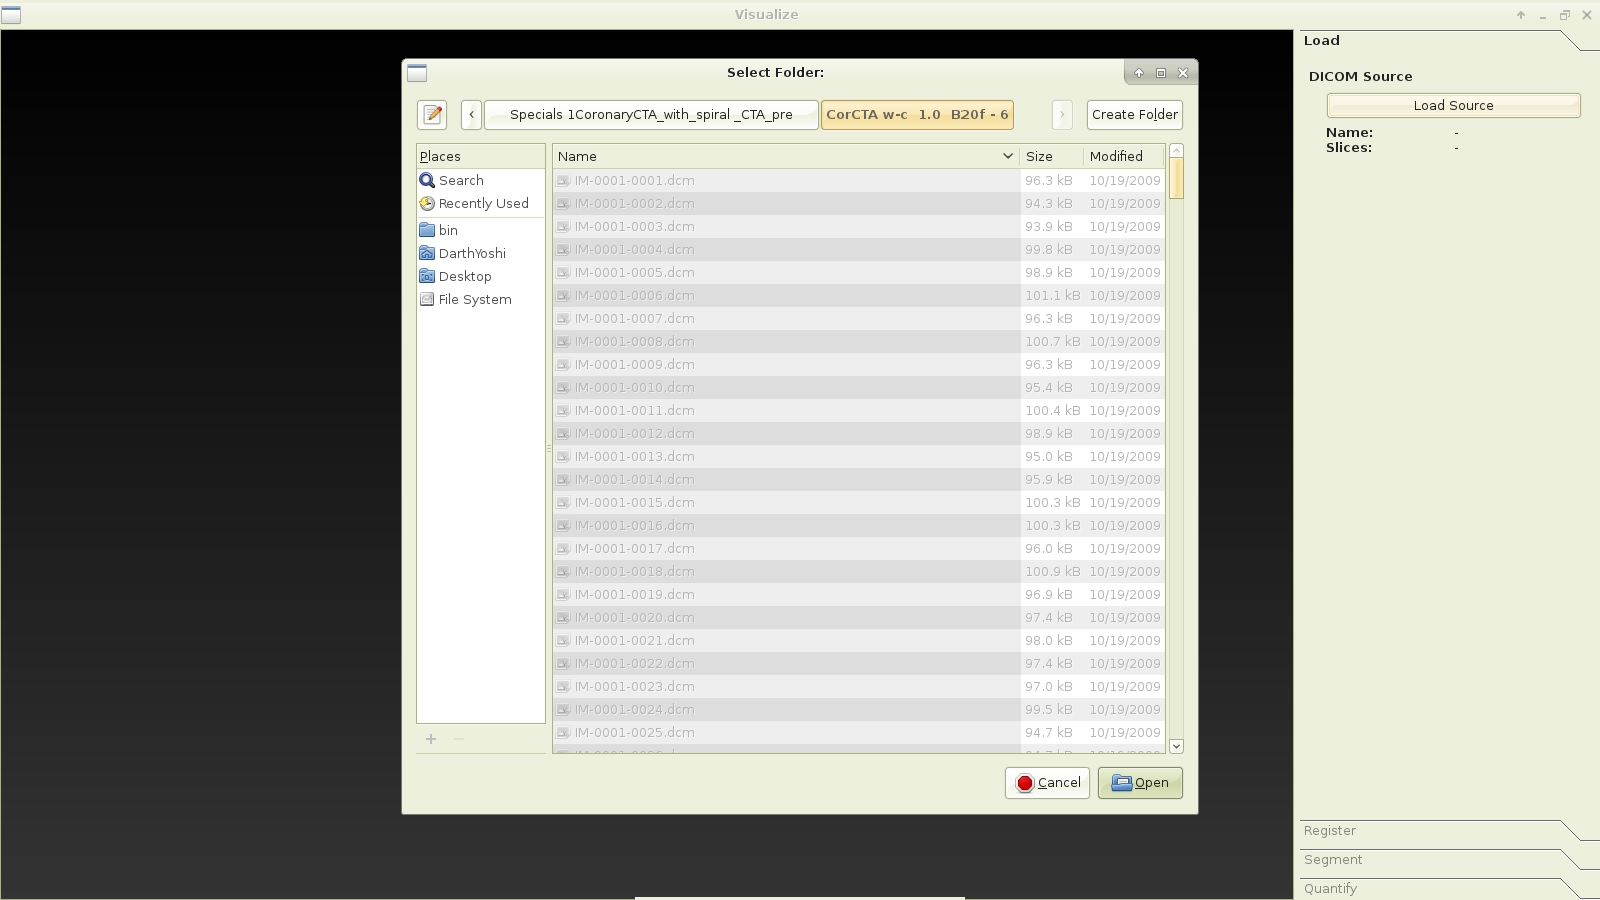 Visualize
Select Folder:
Specials 1CoronaryCTA_with_spiral _CTA_pre
CorCTA w-c 1.0 B20f - 6
Create Folder
Places
Search
Recently Used
bin
DarthYoshi
Desktop
File System
Name Size Modified
IM-0001-0001.dcm 96.3 kB 10/19/2009
IM-0001-0002.dcm 94.3 kB 10/19/2009
IM-0001-0003.dcm 93.9 kB 10/19/2009
IM-0001-0004.dcm 99.8 kB 10/19/2009
IM-0001-0005.dcm 98.9 kB 10/19/2009
IM-0001-0006.dcm 101.1 kB 10/19/2009
IM-0001-0007.dcm 96.3 kB 10/19/2009
IM-0001-0008.dcm 100.7 kB 10/19/2009
IM-0001-0009.dcm 96.3 kB 10/19/2009
IM-0001-0010.dcm 95.4 kB 10/19/2009
IM-0001-0011.dcm 100.4 kB 10/19/2009
IM-0001-0012.dcm 98.9 kB 10/19/2009
IM-0001-0013.dcm 95.0 kB 10/19/2009
IM-0001-0014.dcm 95.9 kB 10/19/2009
IM-0001-0015.dcm 100.3 kB 10/19/2009
IM-0001-0016.dcm 100.3 kB 10/19/2009
IM-0001-0017.dcm 96.0 kB 10/19/2009
IM-0001-0018.dcm 100.9 kB 10/19/2009
IM-0001-0019.dcm 96.9 kB 10/19/2009
IM-0001-0020.dcm 97.4 kB 10/19/2009
IM-0001-0021.dcm 98.0 kB 10/19/2009
IM-0001-0022.dcm 97.4 kB 10/19/2009
IM-0001-0023.dcm 97.0 kB 10/19/2009
IM-0001-0024.dcm 99.5 kB 10/19/2009
IM-0001-0025.dcm 94.7 kB 10/19/2009
Cancel
Open
Load
DICOM Source
Load Source
Name: -
Slices: -
Register
Segment
Quantify